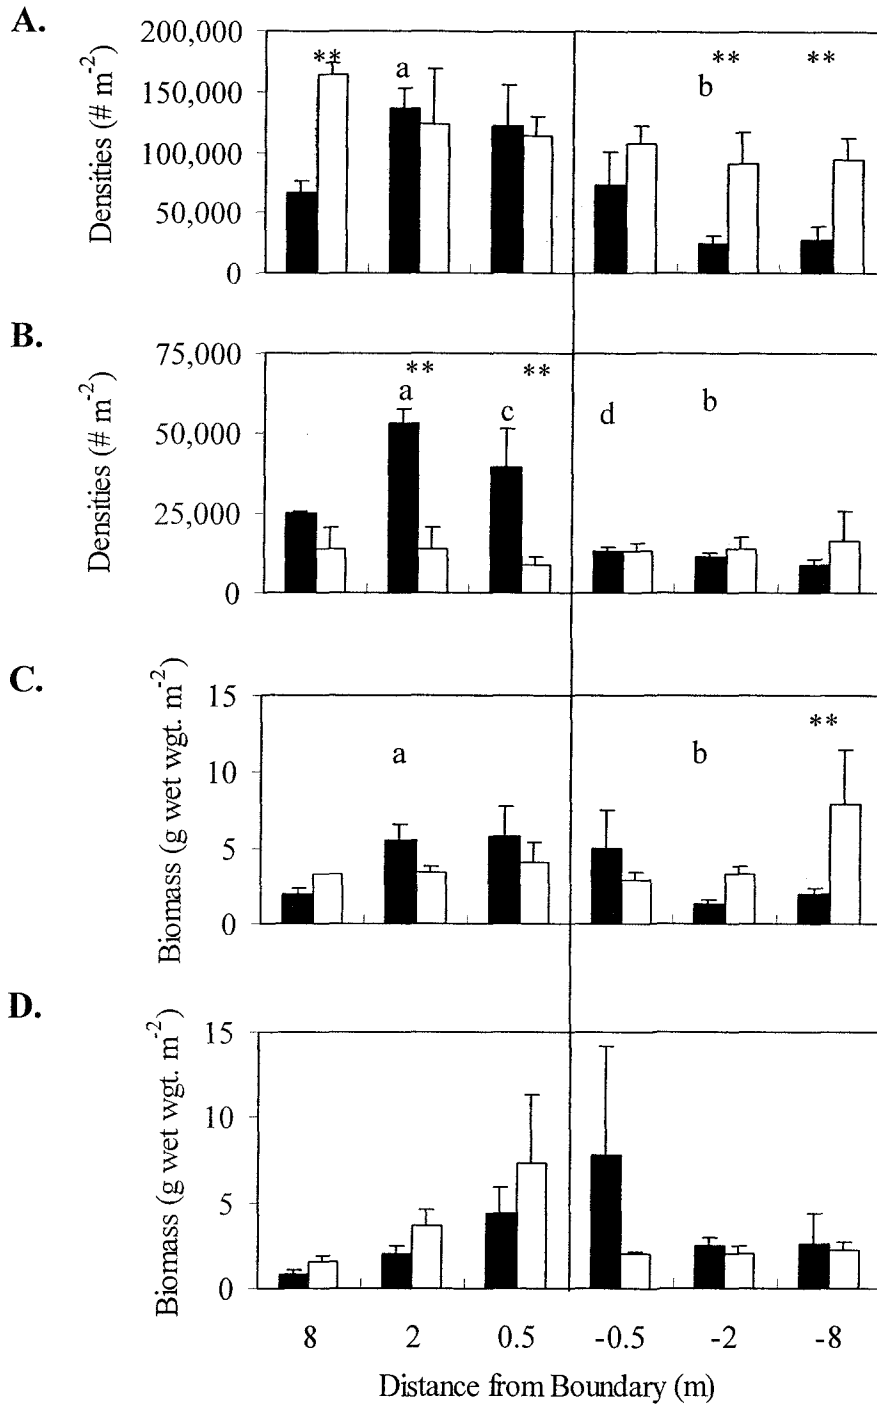 A.
Densities (# m-2)
200,000
150,000
100,000
50,000
0
**
a
b
**
**
B.
Densities (# m-2)
75,000
50,000
25,000
0
**
a
**
c
d
b
C.
Biomass (g wet wgt. m-2)
15
10
5
0
a
b
**
D.
Biomass (g wet wgt. m-2)
15
10
5
0
8 2 0.5 -0.5 -2 -8
Distance from Boundary (m)